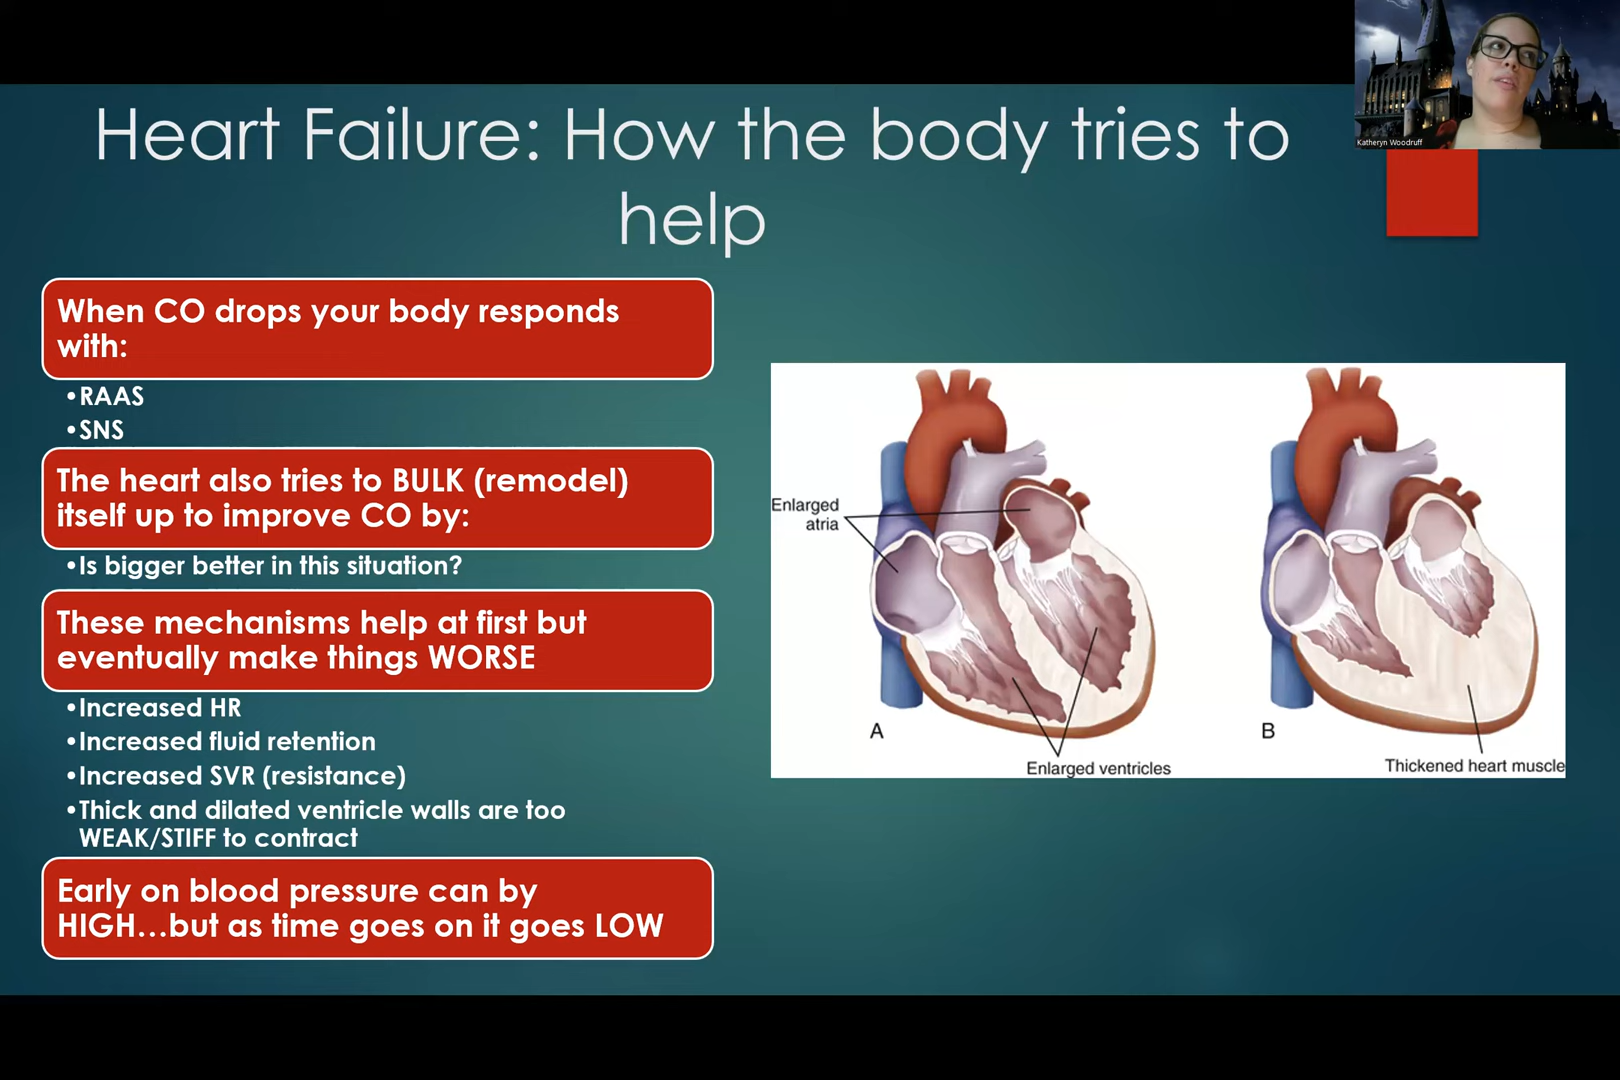 Heart Failure: How the body tries to
help
Katheryn Woodruff
When CO drops your body responds
with:
•RAAS
•SNS
The heart also tries to BULK (remodel)
itself up to improve CO by:
•Is bigger better in this situation?
These mechanisms help at first but
eventually make things WORSE
•Increased HR
•Increased fluid retention
•Increased SVR (resistance)
•Thick and dilated ventricle walls are too
WEAK/STIFF to contract
Early on blood pressure can by
HIGH...but as time goes on it goes LOW
Enlarged
atria
A
Enlarged ventricles
B
Thickened heart muscle